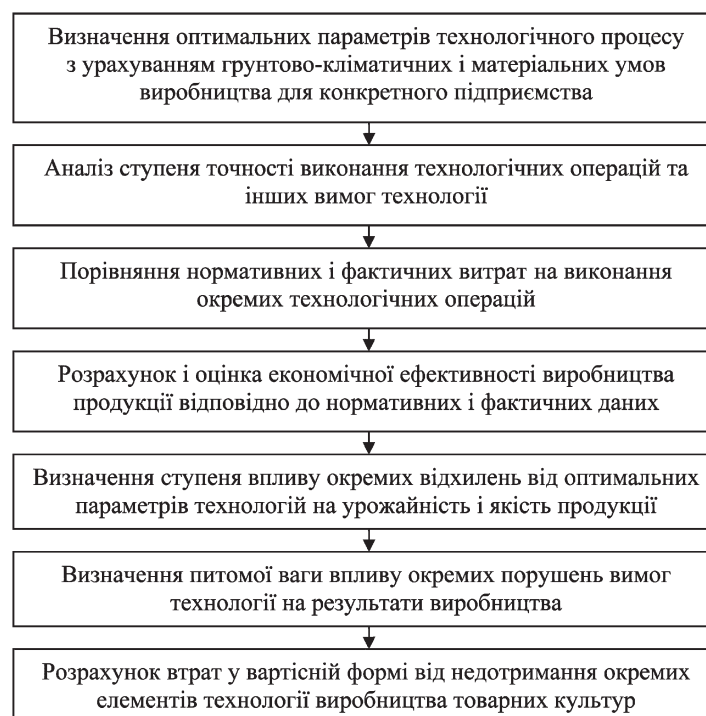 Визначення оптимальних параметрів технологічного процесу
з урахуванням грунтово-кліматичних і матеріальних умов
виробництва для конкретного підприємства
Аналіз ступеня точності виконання технологічних операцій та
інших вимог технології
Порівняння нормативних і фактичних витрат на виконання
окремих технологічних операцій
Розрахунок і оцінка економічної ефективності виробництва
продукції відповідно до нормативних і фактичних даних
Визначення ступеня впливу окремих відхилень від оптимальних
параметрів технологій на урожайність і якість продукції
Визначення питомої ваги впливу окремих порушень вимог
технології на результати виробництва
Розрахунок втрат у вартісній формі від недотримання окремих
елементів технології виробництва товарних культур